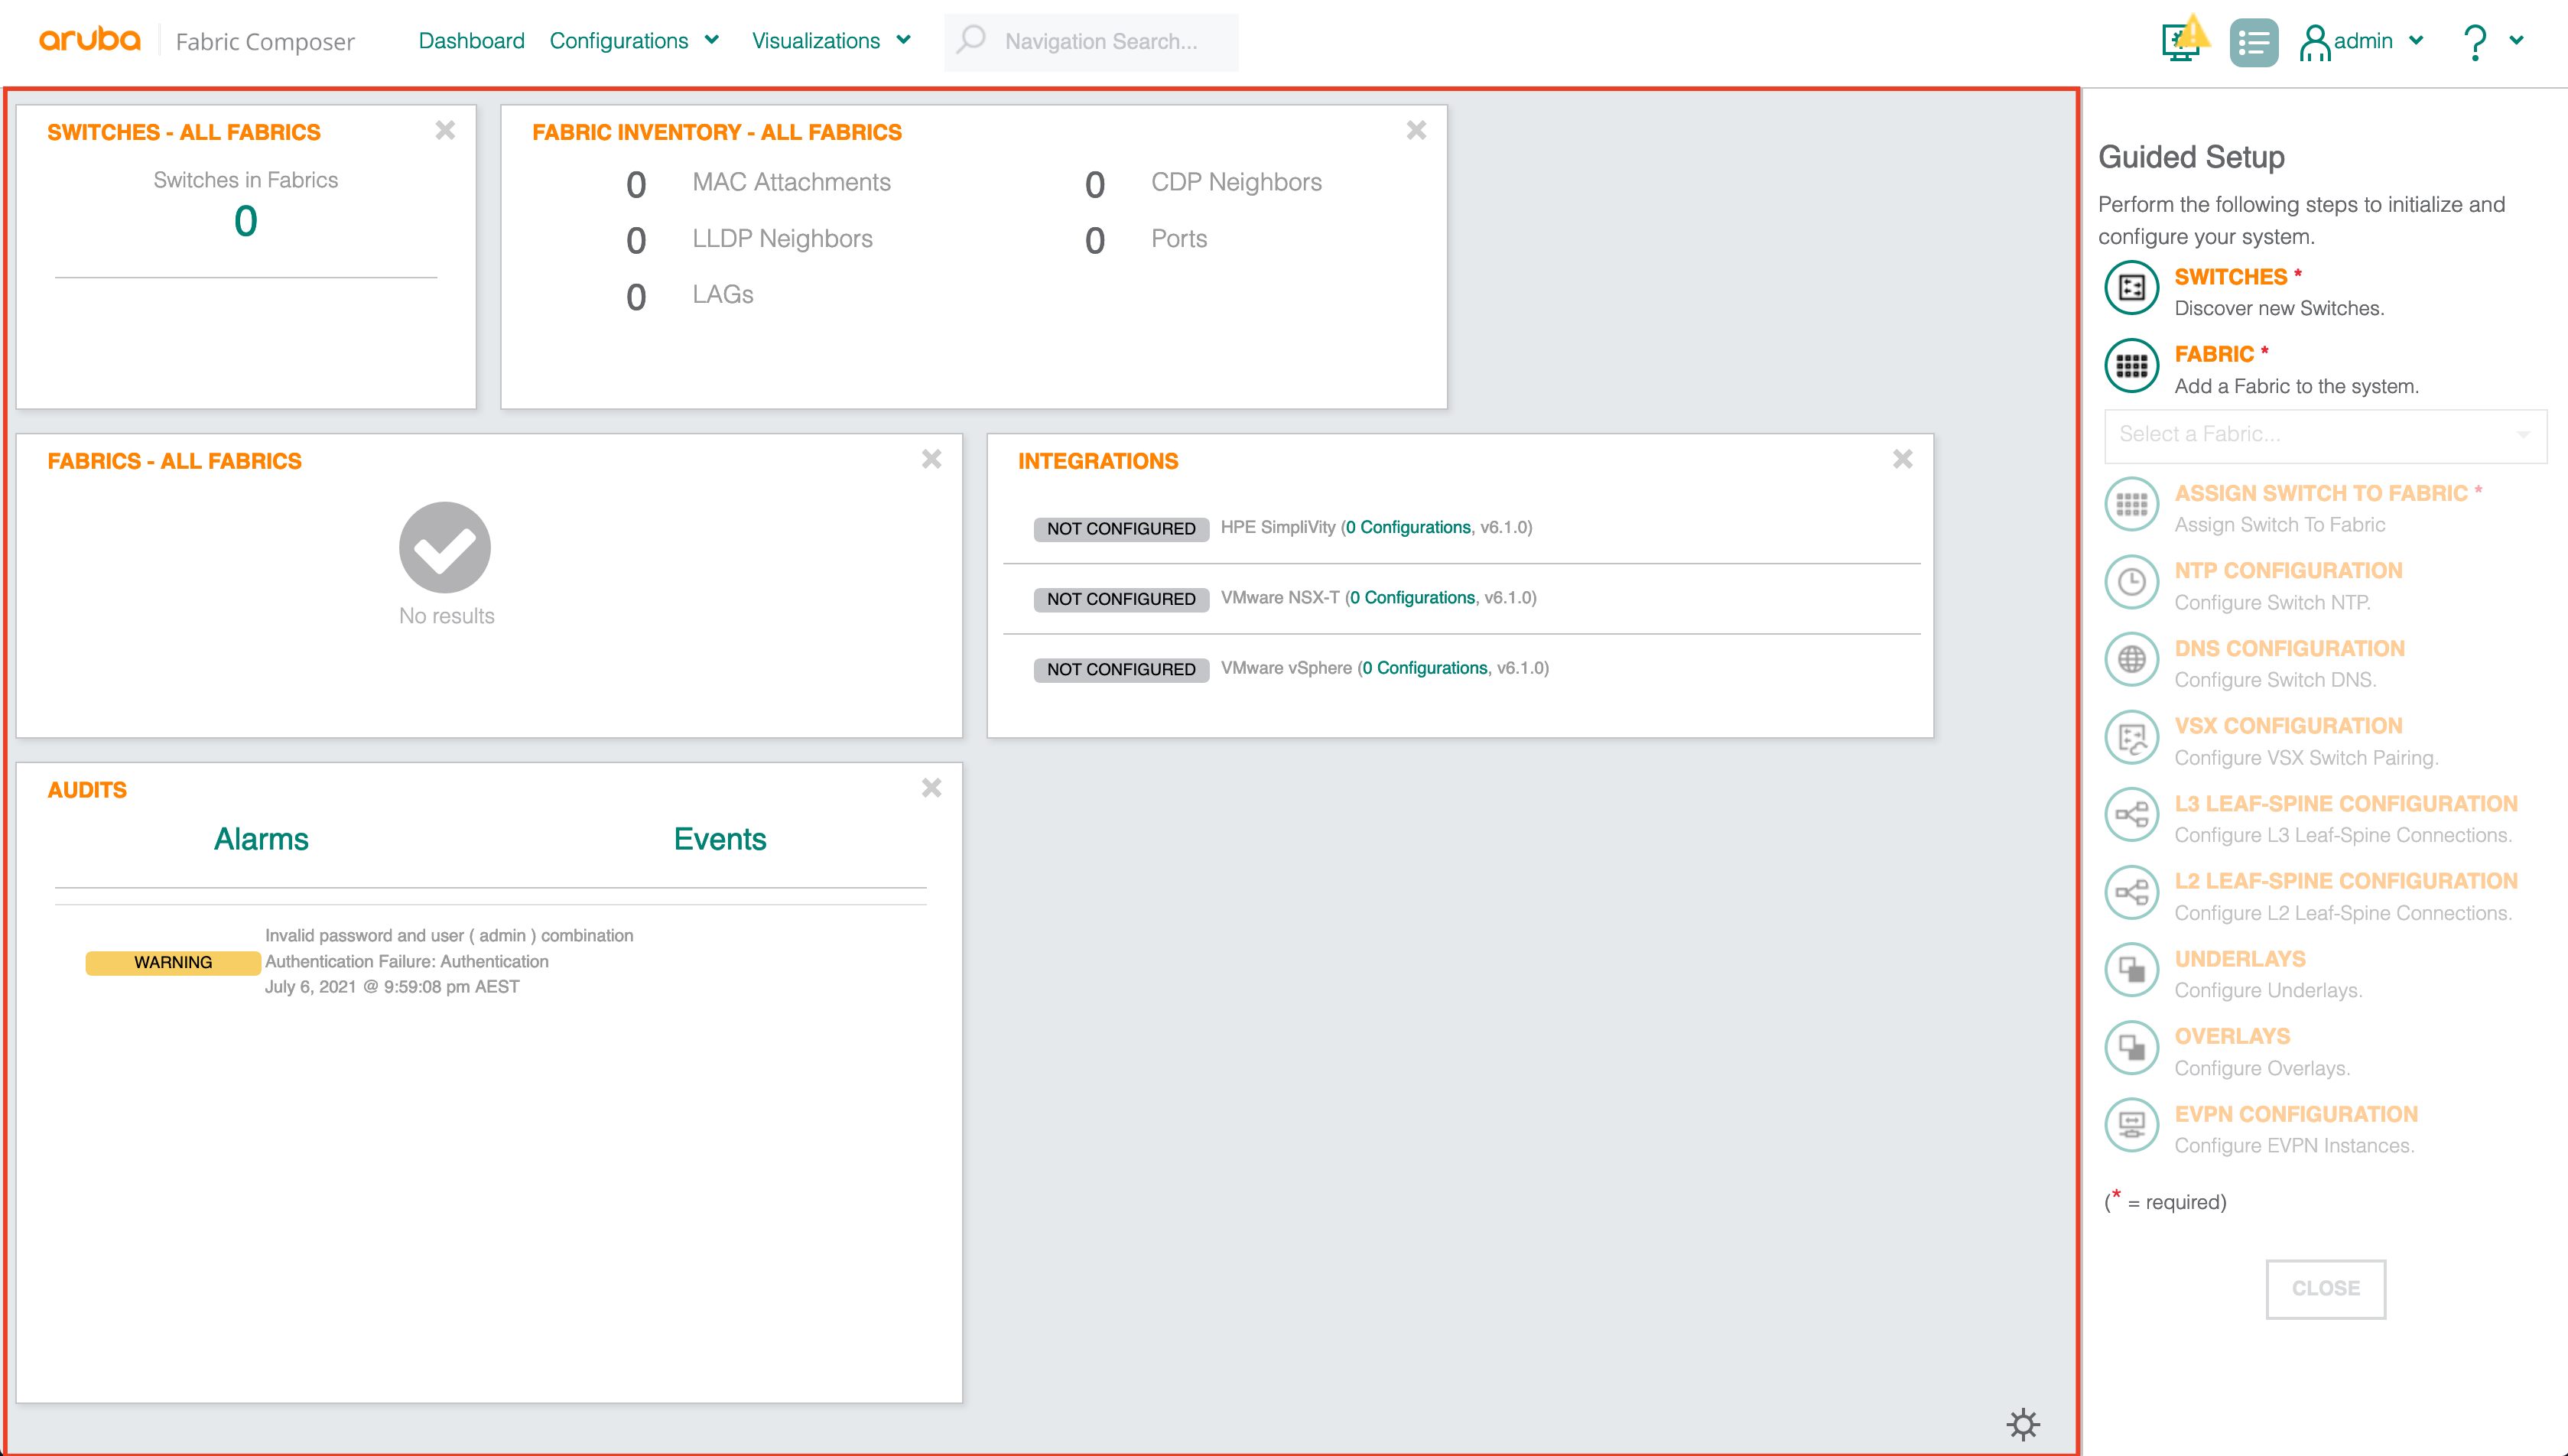 aruba Fabric Composer Dashboard Configurations Visualizations Navigation Search... admin ?
SWITCHES - ALL FABRICS
Switches in Fabrics
0
FABRIC INVENTORY - ALL FABRICS
0 MAC Attachments 0 CDP Neighbors
0 LLDP Neighbors 0 Ports
0 LAGs
FABRICS - ALL FABRICS
No results
INTEGRATIONS
NOT CONFIGURED HPE SimpliVity (0 Configurations, v6.1.0)
NOT CONFIGURED VMware NSX-T (0 Configurations, v6.1.0)
NOT CONFIGURED VMware vSphere (0 Configurations, v6.1.0)
AUDITS
Alarms Events
Invalid password and user ( admin ) combination
WARNING Authentication Failure: Authentication
July 6, 2021 @ 9:59:08 pm AEST
Guided Setup
Perform the following steps to initialize and
configure your system.
SWITCHES *
Discover new Switches.
FABRIC *
Add a Fabric to the system.
Select a Fabric...
ASSIGN SWITCH TO FABRIC *
Assign Switch To Fabric
NTP CONFIGURATION
Configure Switch NTP.
DNS CONFIGURATION
Configure Switch DNS.
VSX CONFIGURATION
Configure VSX Switch Pairing.
L3 LEAF-SPINE CONFIGURATION
Configure L3 Leaf-Spine Connections.
L2 LEAF-SPINE CONFIGURATION
Configure L2 Leaf-Spine Connections.
UNDERLAYS
Configure Underlays.
OVERLAYS
Configure Overlays.
EVPN CONFIGURATION
Configure EVPN Instances.
(* = required)
CLOSE